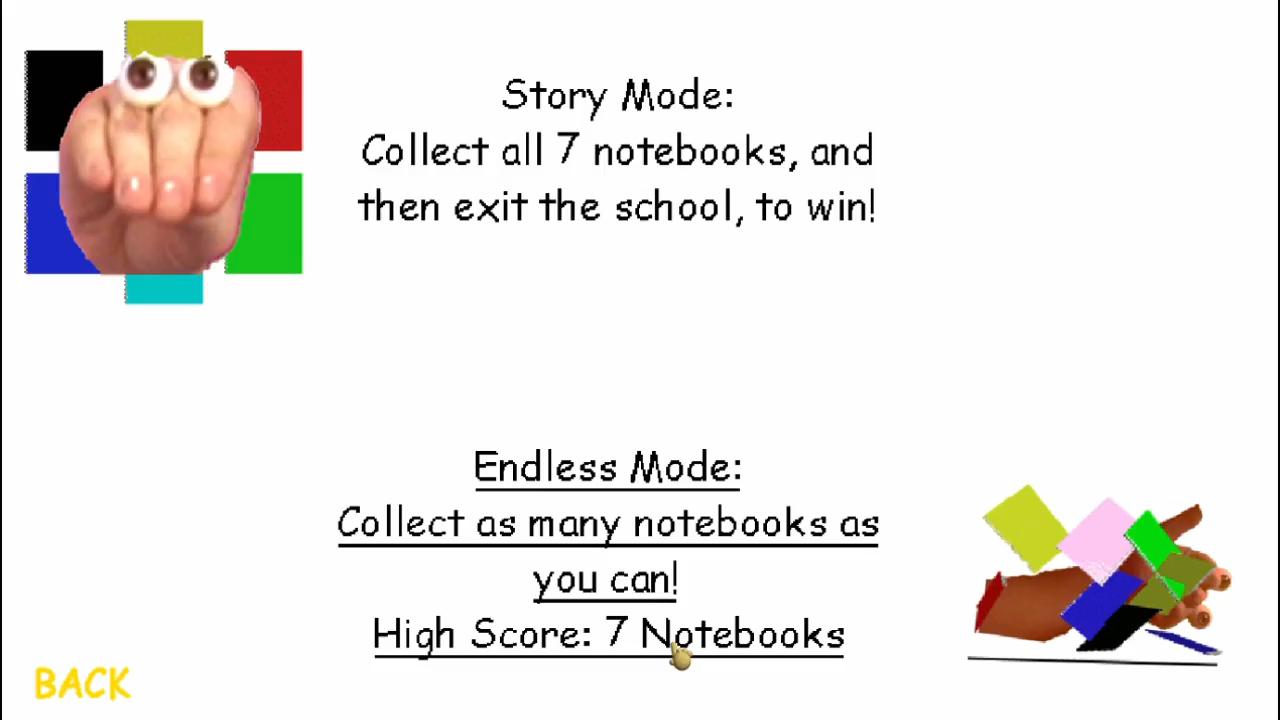 Story Mode:
Collect all 7 notebooks, and
then exit the school, to win!
Endless Mode:
Collect as many notebooks as
you can!
High Score: 7 Notebooks
BACK